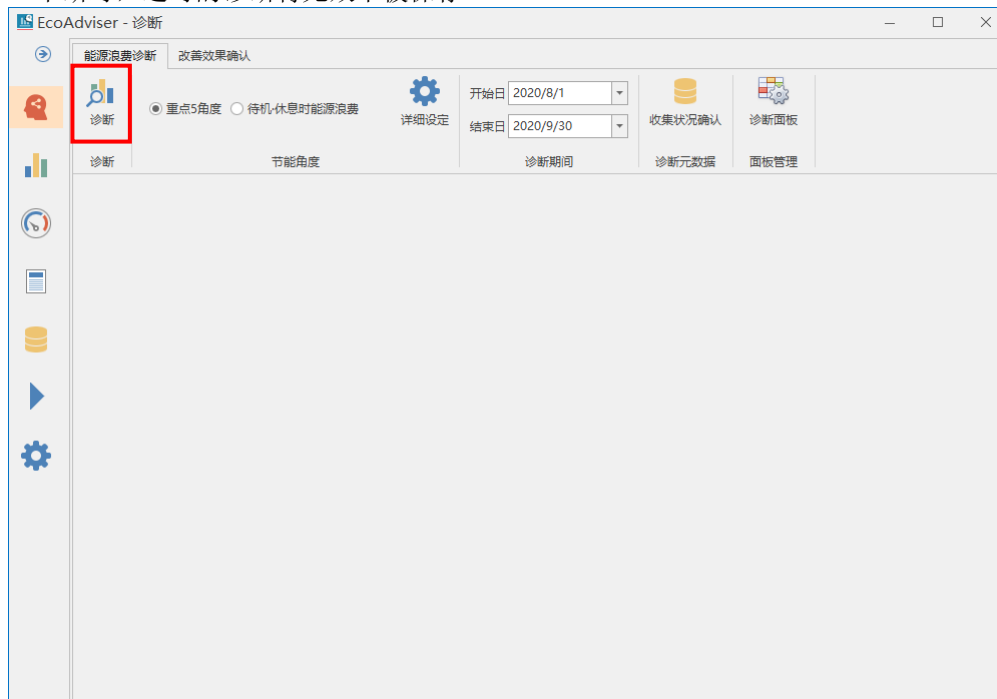 EcoAdviser - 诊断
能源浪费诊断 改善效果确认
诊断
重点5角度 待机·休息时能源浪费
详细设定
开始日 2020/8/1
结束日 2020/9/30
收集状况确认
诊断面板
诊断 节能角度 诊断期间 诊断元数据 面板管理